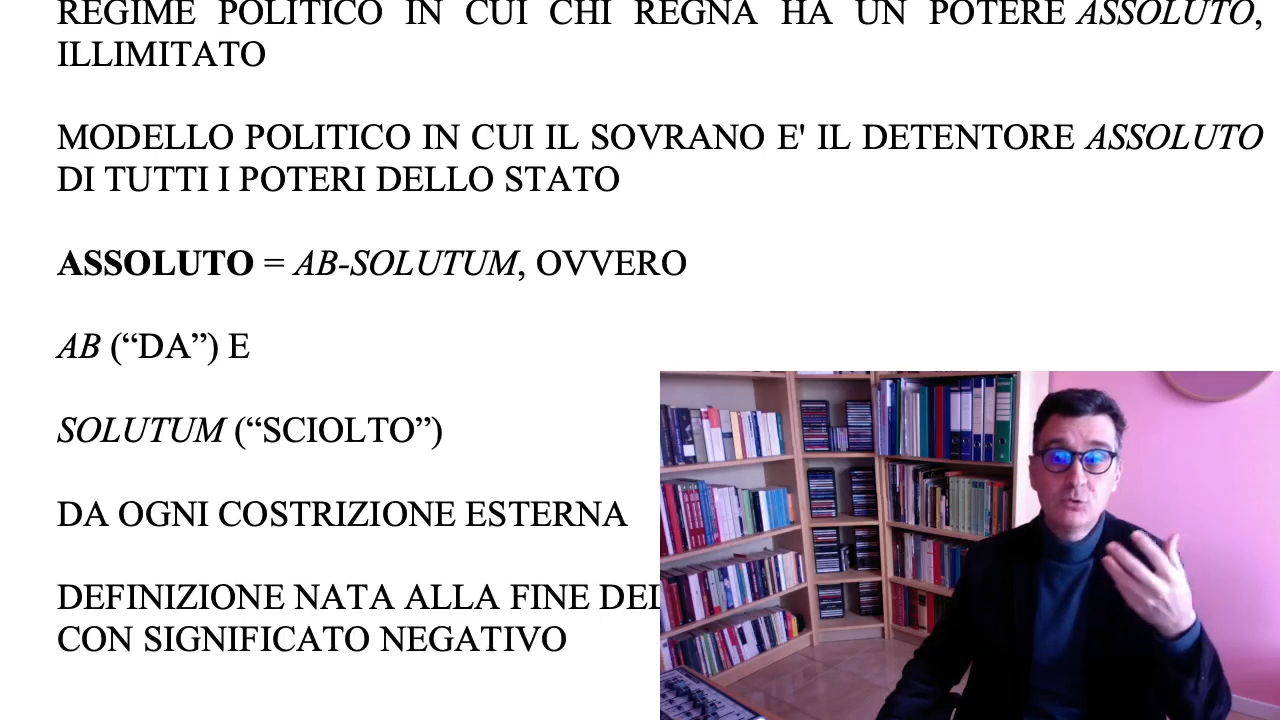 REGIME POLITICO IN CUI CHI REGNA HA UN POTERE ASSOLUTO,
ILLIMITATO
MODELLO POLITICO IN CUI IL SOVRANO E' IL DETENTORE ASSOLUTO
DI TUTTI I POTERI DELLO STATO
ASSOLUTO = AB-SOLUTUM, OVVERO
AB (“DA”) E
SOLUTUM (“SCIOLTO”)
DA OGNI COSTRIZIONE ESTERNA
DEFINIZIONE NATA ALLA FINE DEL
CON SIGNIFICATO NEGATIVO